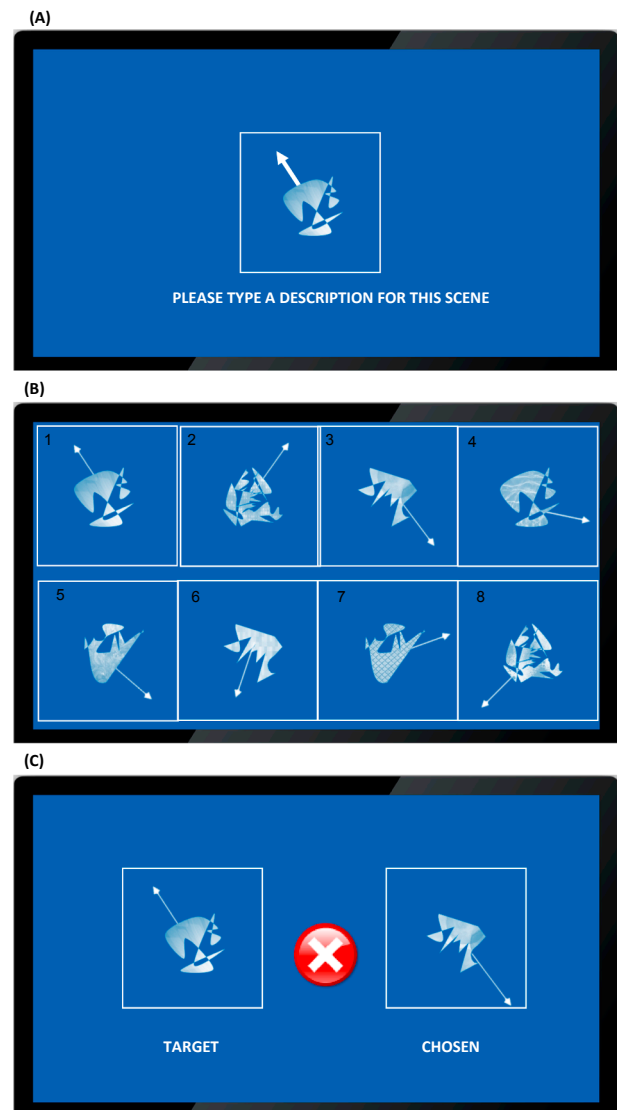 (A)
PLEASE TYPE A DESCRIPTION FOR THIS SCENE
(B)
1 2 3 4
5 6 7 8
(C)
TARGET CHOSEN